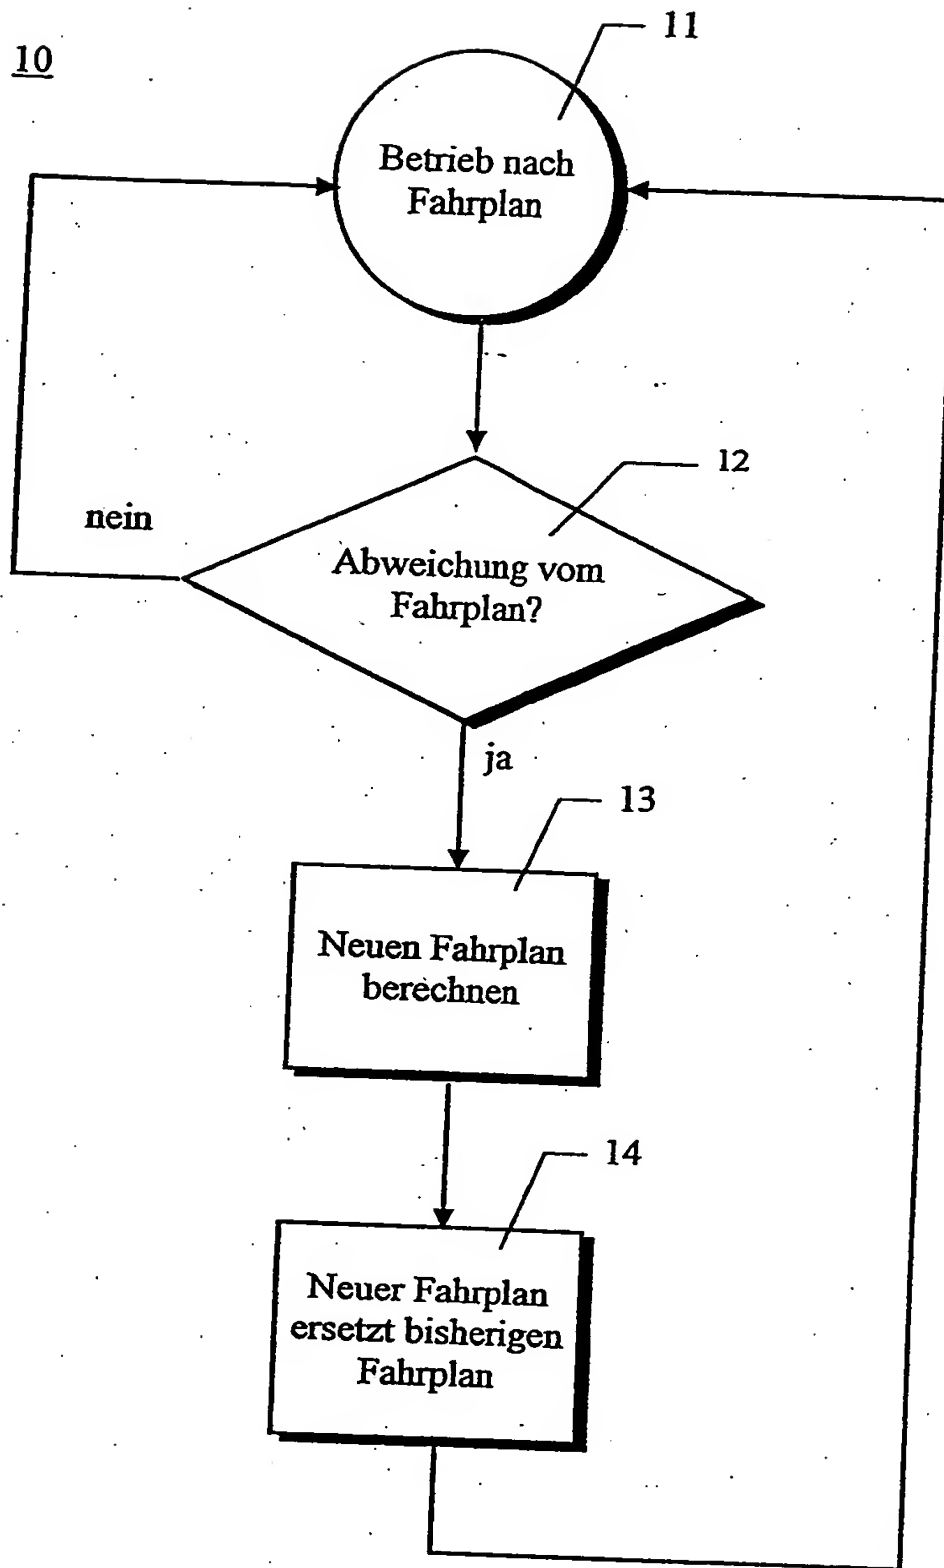 10
11
Betrieb nach
Fahrplan
12
nein
Abweichung vom
Fahrplan?
ja
13
Neuen Fahrplan
berechnen
14
Neuer Fahrplan
ersetzt bisherigen
Fahrplan